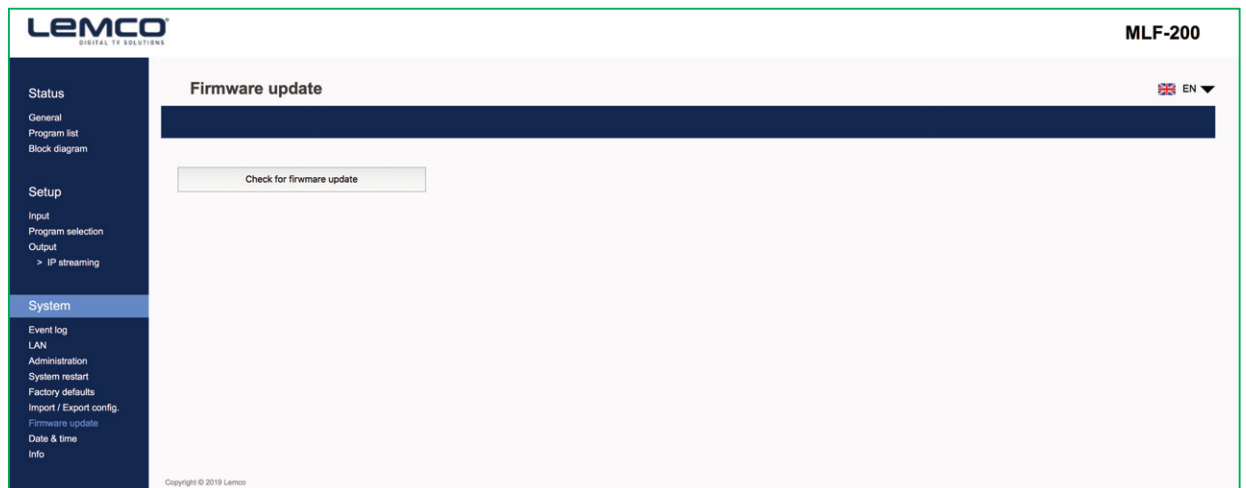 Lemco
DIGITAL TV SOLUTIONS
MLF-200
Status
General
Program list
Block diagram
Setup
Input
Program selection
Output
> IP streaming
System
Event log
LAN
Administration
System restart
Factory defaults
Import / Export config.
Firmware update
Date & time
Info
Firmware update
EN
Check for firwmare update
Copyright © 2019 Lemco